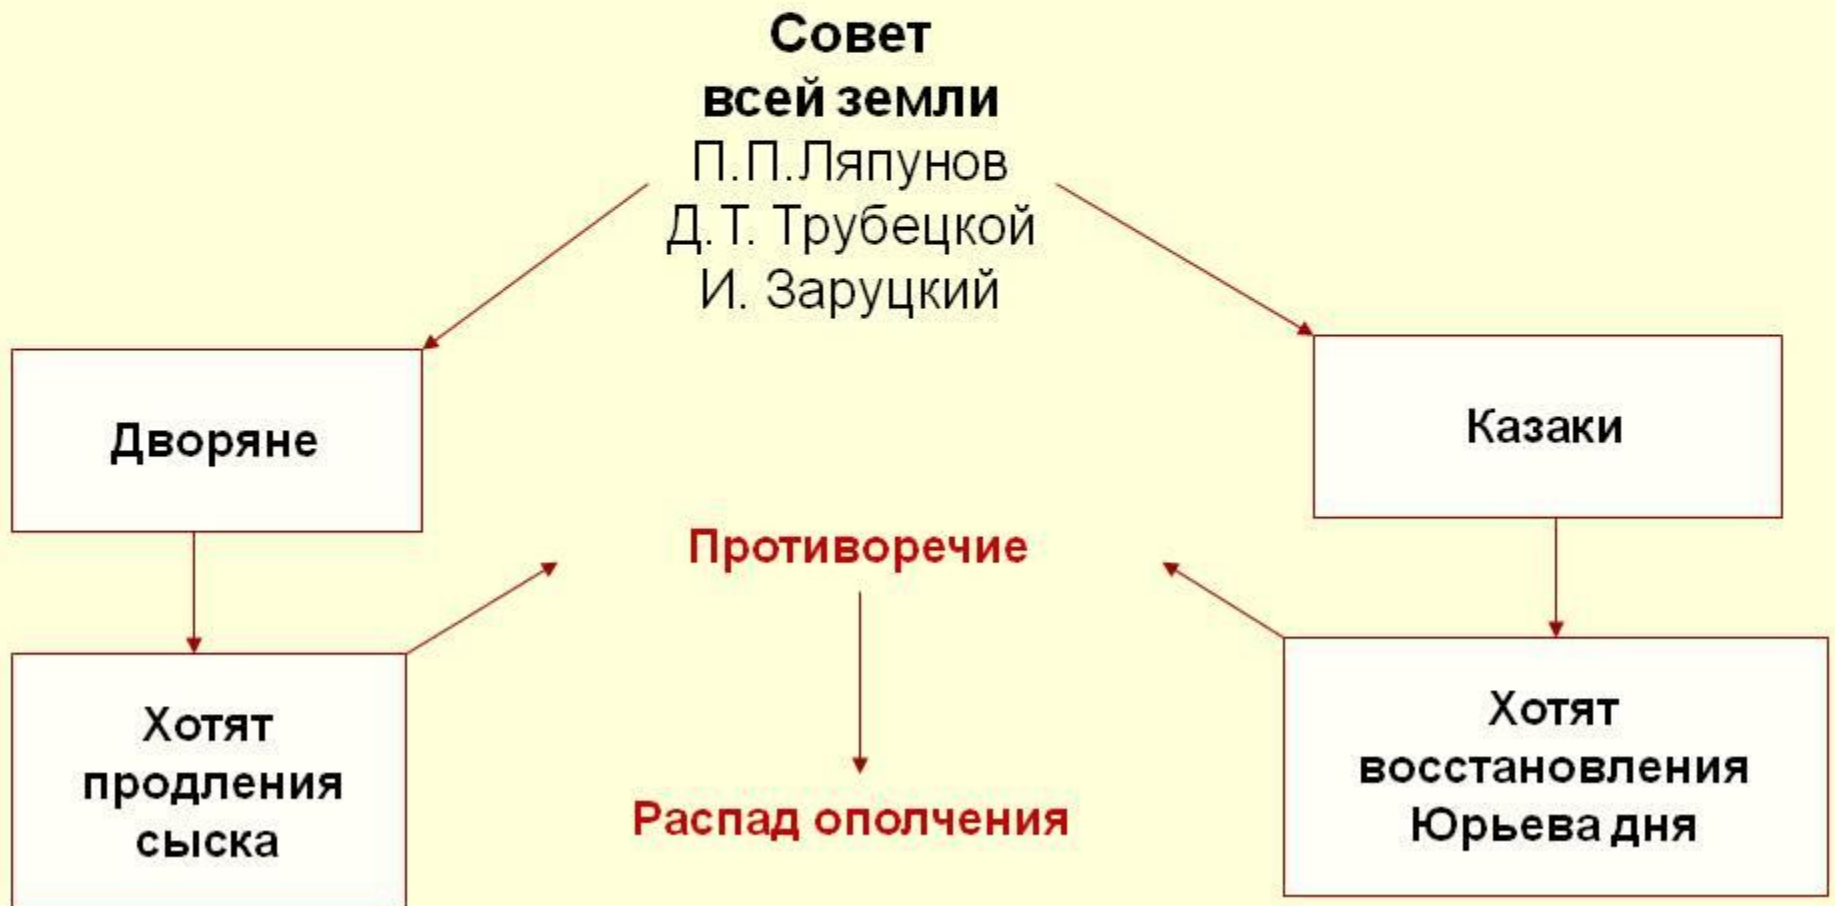 Совет
всей земли
П.П.Ляпунов
Д.Т. Трубецкой
И. Заруцкий
Дворяне
Казаки
Противоречие
Хотят
продления
сыска
Хотят
восстановления
Юрьева дня
Распад ополчения